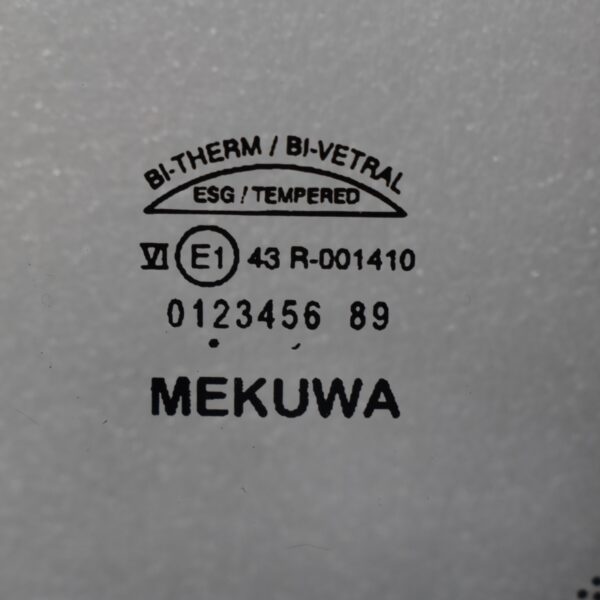 BI-THERM / BI-VETRAL
ESG / TEMPERED
VI E1 43 R-001410
0123456 89
MEKUWA